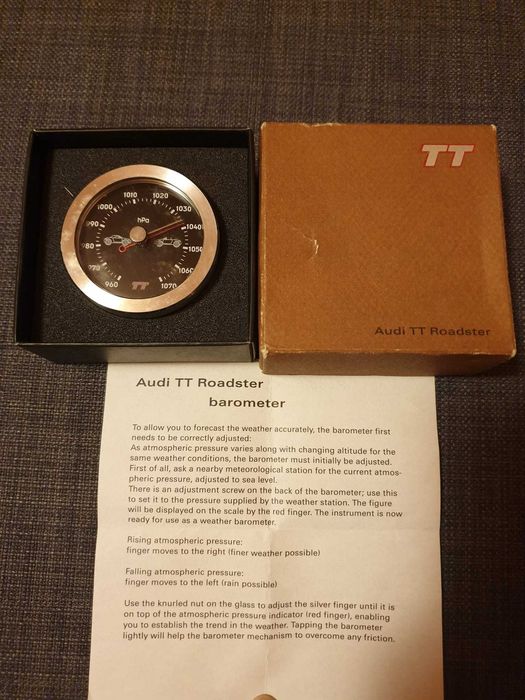 TT
Audi TT Roadster
1010 1020
1000 1030
hPa
990 1040
980 1050
970 1060
960 1070
TT
Audi TT Roadster
barometer
To allow you to forecast the weather accurately, the barometer first
needs to be correctly adjusted:
As atmospheric pressure varies along with changing altitude for the
same weather conditions, the barometer must initially be adjusted.
First of all, ask a nearby meteorological station for the current atmos-
pheric pressure, adjusted to sea level.
There is an adjustment screw on the back of the barometer; use this
to set it to the pressure supplied by the weather station. The figure
will be displayed on the scale by the red finger. The instrument is now
ready for use as a weather barometer.
Rising atmospheric pressure:
finger moves to the right (finer weather possible)
Falling atmospheric pressure:
finger moves to the left (rain possible)
Use the knurled nut on the glass to adjust the silver finger until it is
on top of the atmospheric pressure indicator (red finger), enabling
you to establish the trend in the weather. Tapping the barometer
lightly will help the barometer mechanism to overcome any friction.